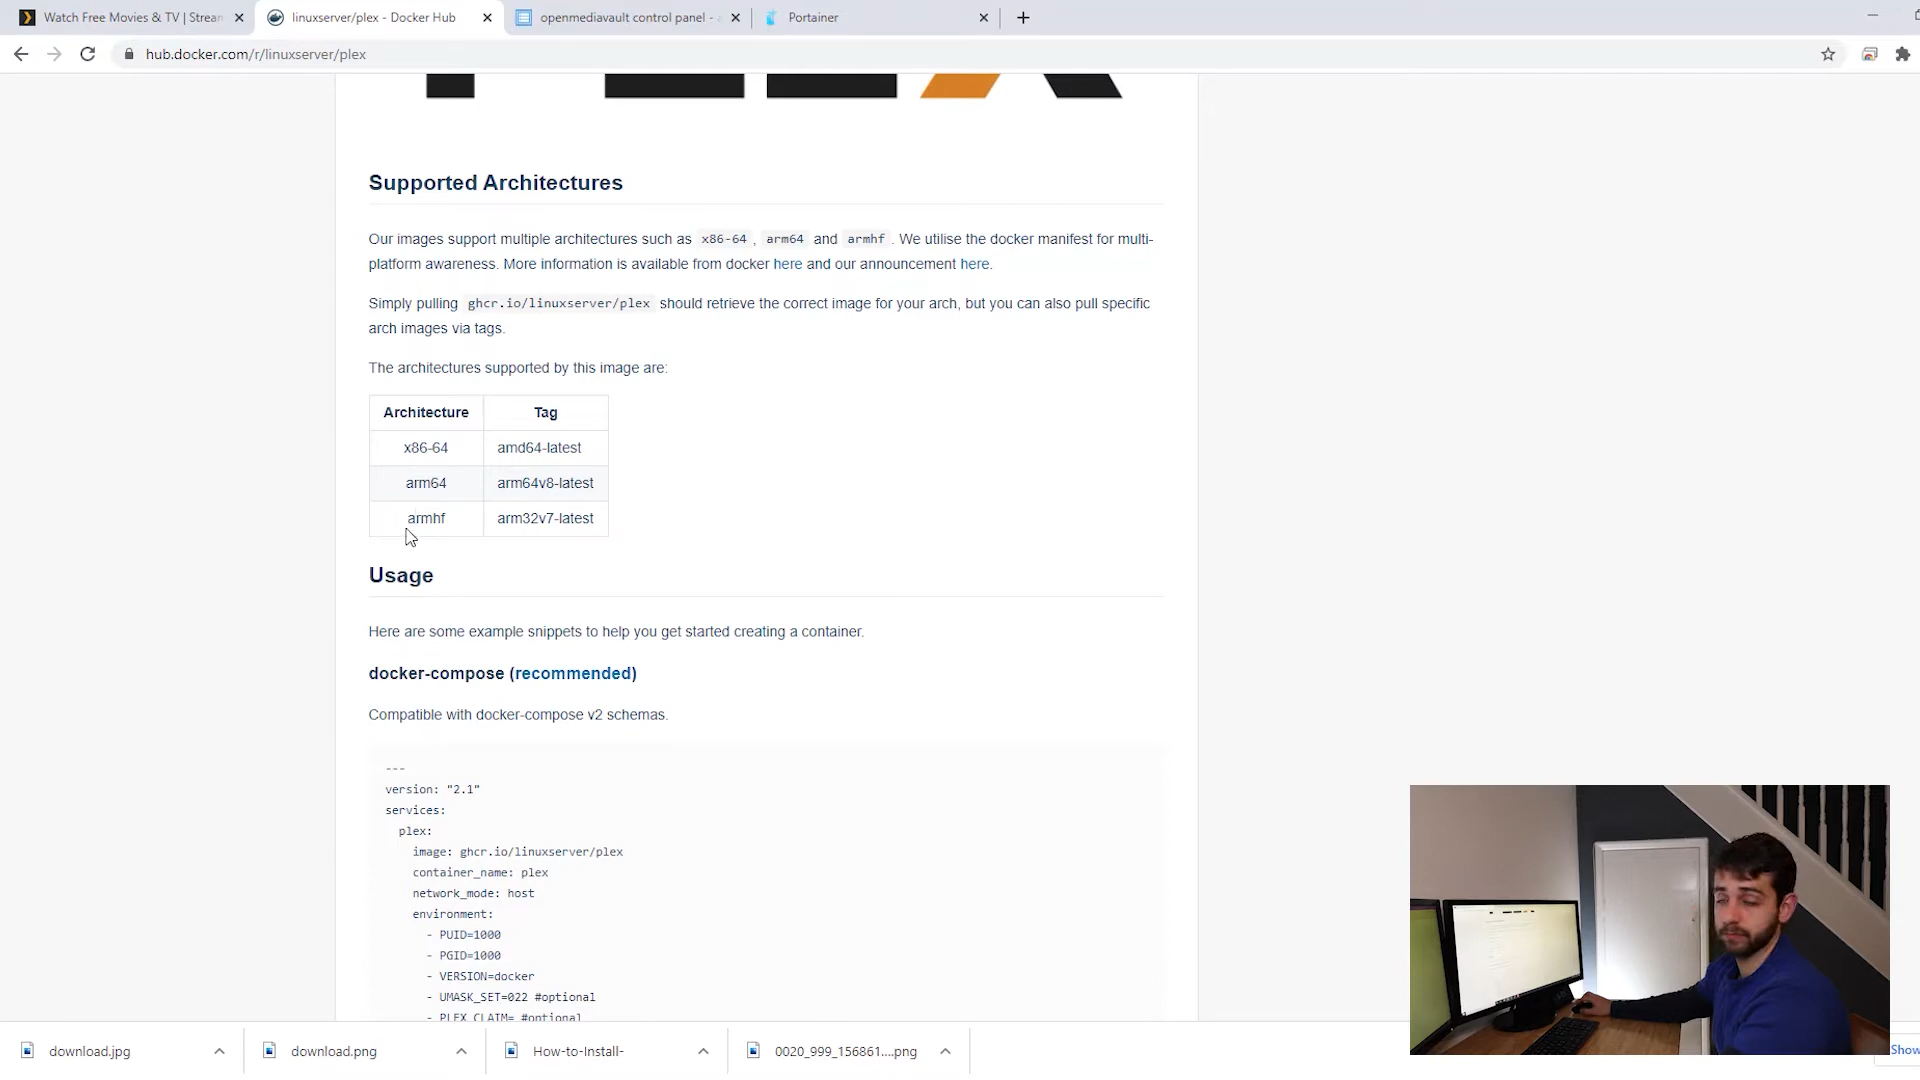 Watch Free Movies & TV | Stream
linuxserver/plex - Docker Hub
openmediavault control panel -
Portainer
hub.docker.com/r/linuxserver/plex
Supported Architectures
Our images support multiple architectures such as x86-64 , arm64 and armhf . We utilise the docker manifest for multi-
platform awareness. More information is available from docker here and our announcement here.
Simply pulling ghcr.io/linuxserver/plex should retrieve the correct image for your arch, but you can also pull specific
arch images via tags.
The architectures supported by this image are:
Architecture Tag
x86-64 amd64-latest
arm64 arm64v8-latest
armhf arm32v7-latest
Usage
Here are some example snippets to help you get started creating a container.
docker-compose (recommended)
Compatible with docker-compose v2 schemas.
---
version: "2.1"
services:
plex:
image: ghcr.io/linuxserver/plex
container_name: plex
network_mode: host
environment:
- PUID=1000
- PGID=1000
- VERSION=docker
- UMASK_SET=022 #optional
- PLEX_CLAIM= #optional
download.jpg
download.png
How-to-Install-
0020_999_156861....png
Show